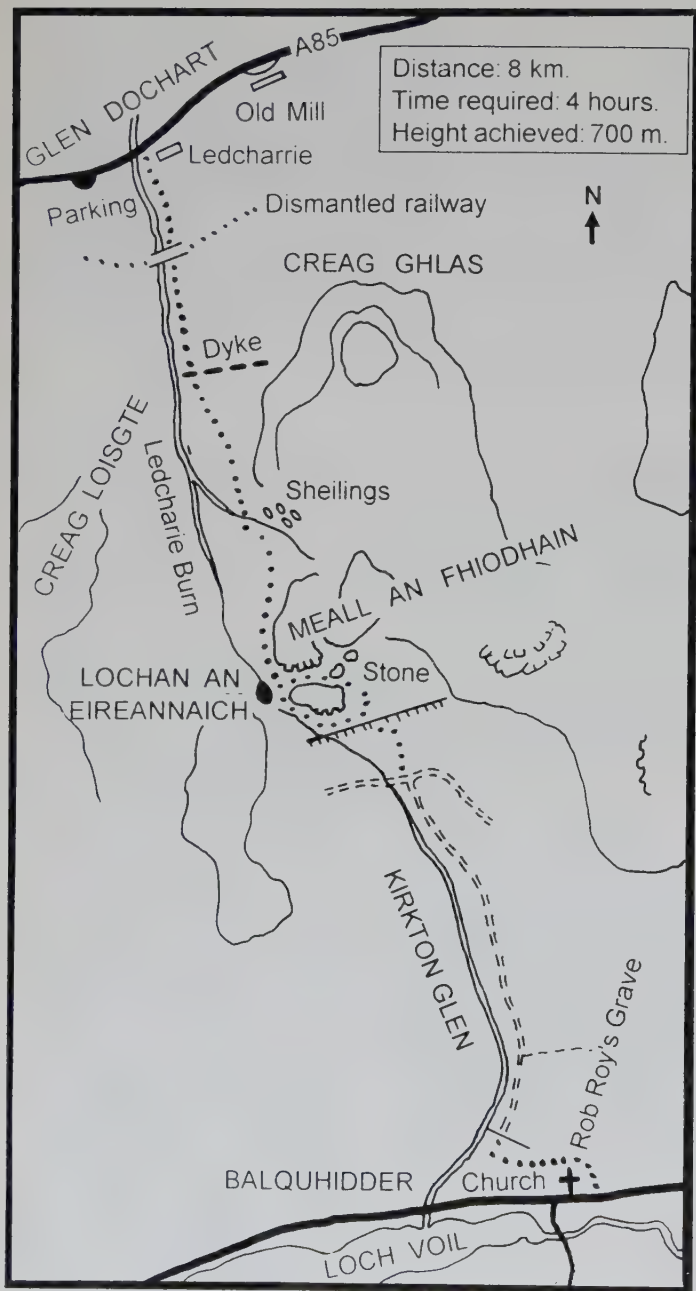 A85
GLEN DOCHART
Old Mill
Distance: 8 km.
Time required: 4 hours.
Height achieved: 700 m.
Ledcharrie
Parking
Dismantled railway
N
CREAG GHLAS
Dyke
CREAG LOISGTE
Ledcharie Burn
Sheilings
MEALL AN FHIODHAIN
LOCHAN AN
EIREANNAICH
Stone
KIRKTON GLEN
Rob Roy's Grave
BALQUHIDDER
Church
LOCH VOIL